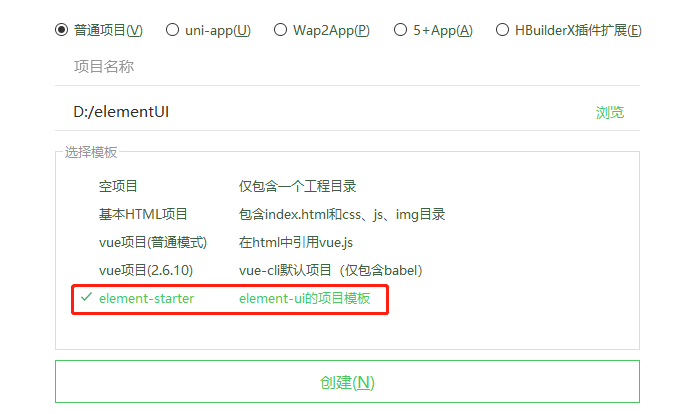 普通项目(V) uni-app(U) Wap2App(P) 5+App(A) HBuilderX插件扩展(E)
项目名称
D:/elementUI 浏览
选择模板
空项目 仅包含一个工程目录
基本HTML项目 包含index.html和css、js、img目录
vue项目(普通模式) 在html中引用vue.js
vue项目(2.6.10) vue-cli默认项目（仅包含babel）
element-starter element-ui的项目模板
创建(N)